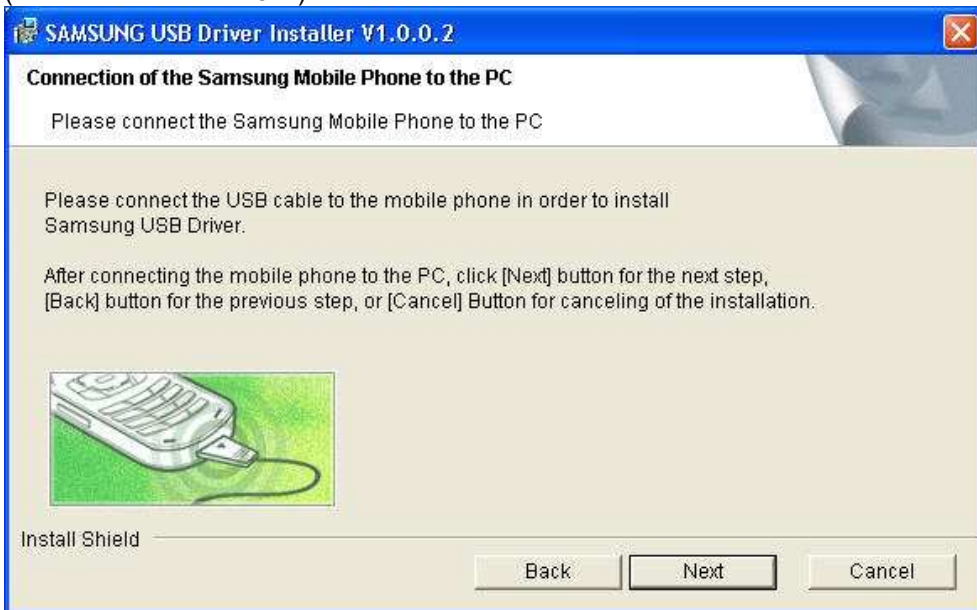 SAMSUNG USB Driver Installer V1.0.0.2
Connection of the Samsung Mobile Phone to the PC
Please connect the Samsung Mobile Phone to the PC
Please connect the USB cable to the mobile phone in order to install
Samsung USB Driver.
After connecting the mobile phone to the PC, click [Next] button for the next step,
[Back] button for the previous step, or [Cancel] Button for canceling of the installation.
Install Shield
Back Next Cancel